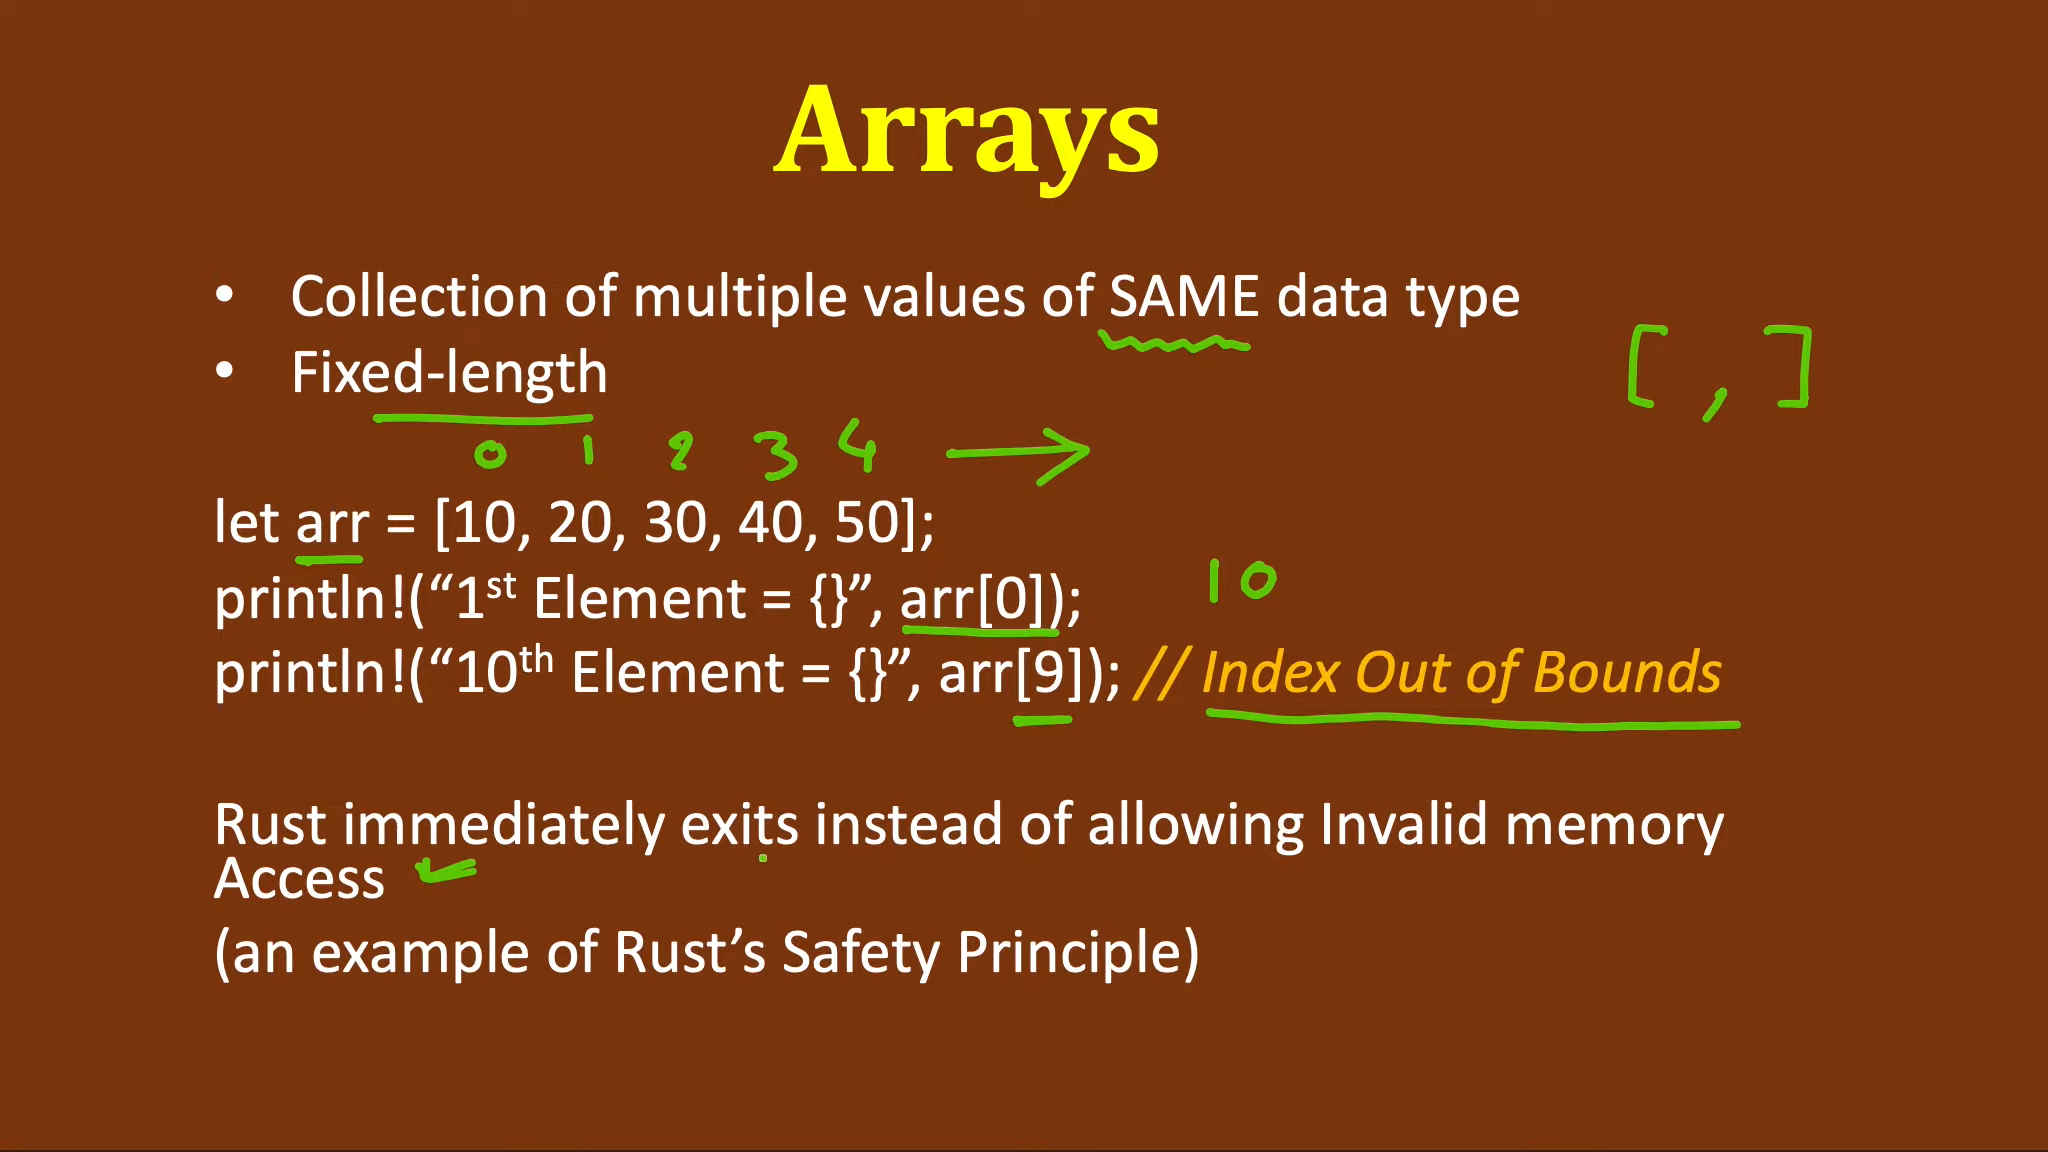 Arrays
• Collection of multiple values of SAME data type
[ , ]
• Fixed-length
0 1 2 3 4 →
let arr = [10, 20, 30, 40, 50];
println!(“1st Element = {}”, arr[0]); 10
println!(“10th Element = {}”, arr[9]); // Index Out of Bounds
Rust immediately exits instead of allowing Invalid memory
Access
(an example of Rust’s Safety Principle)